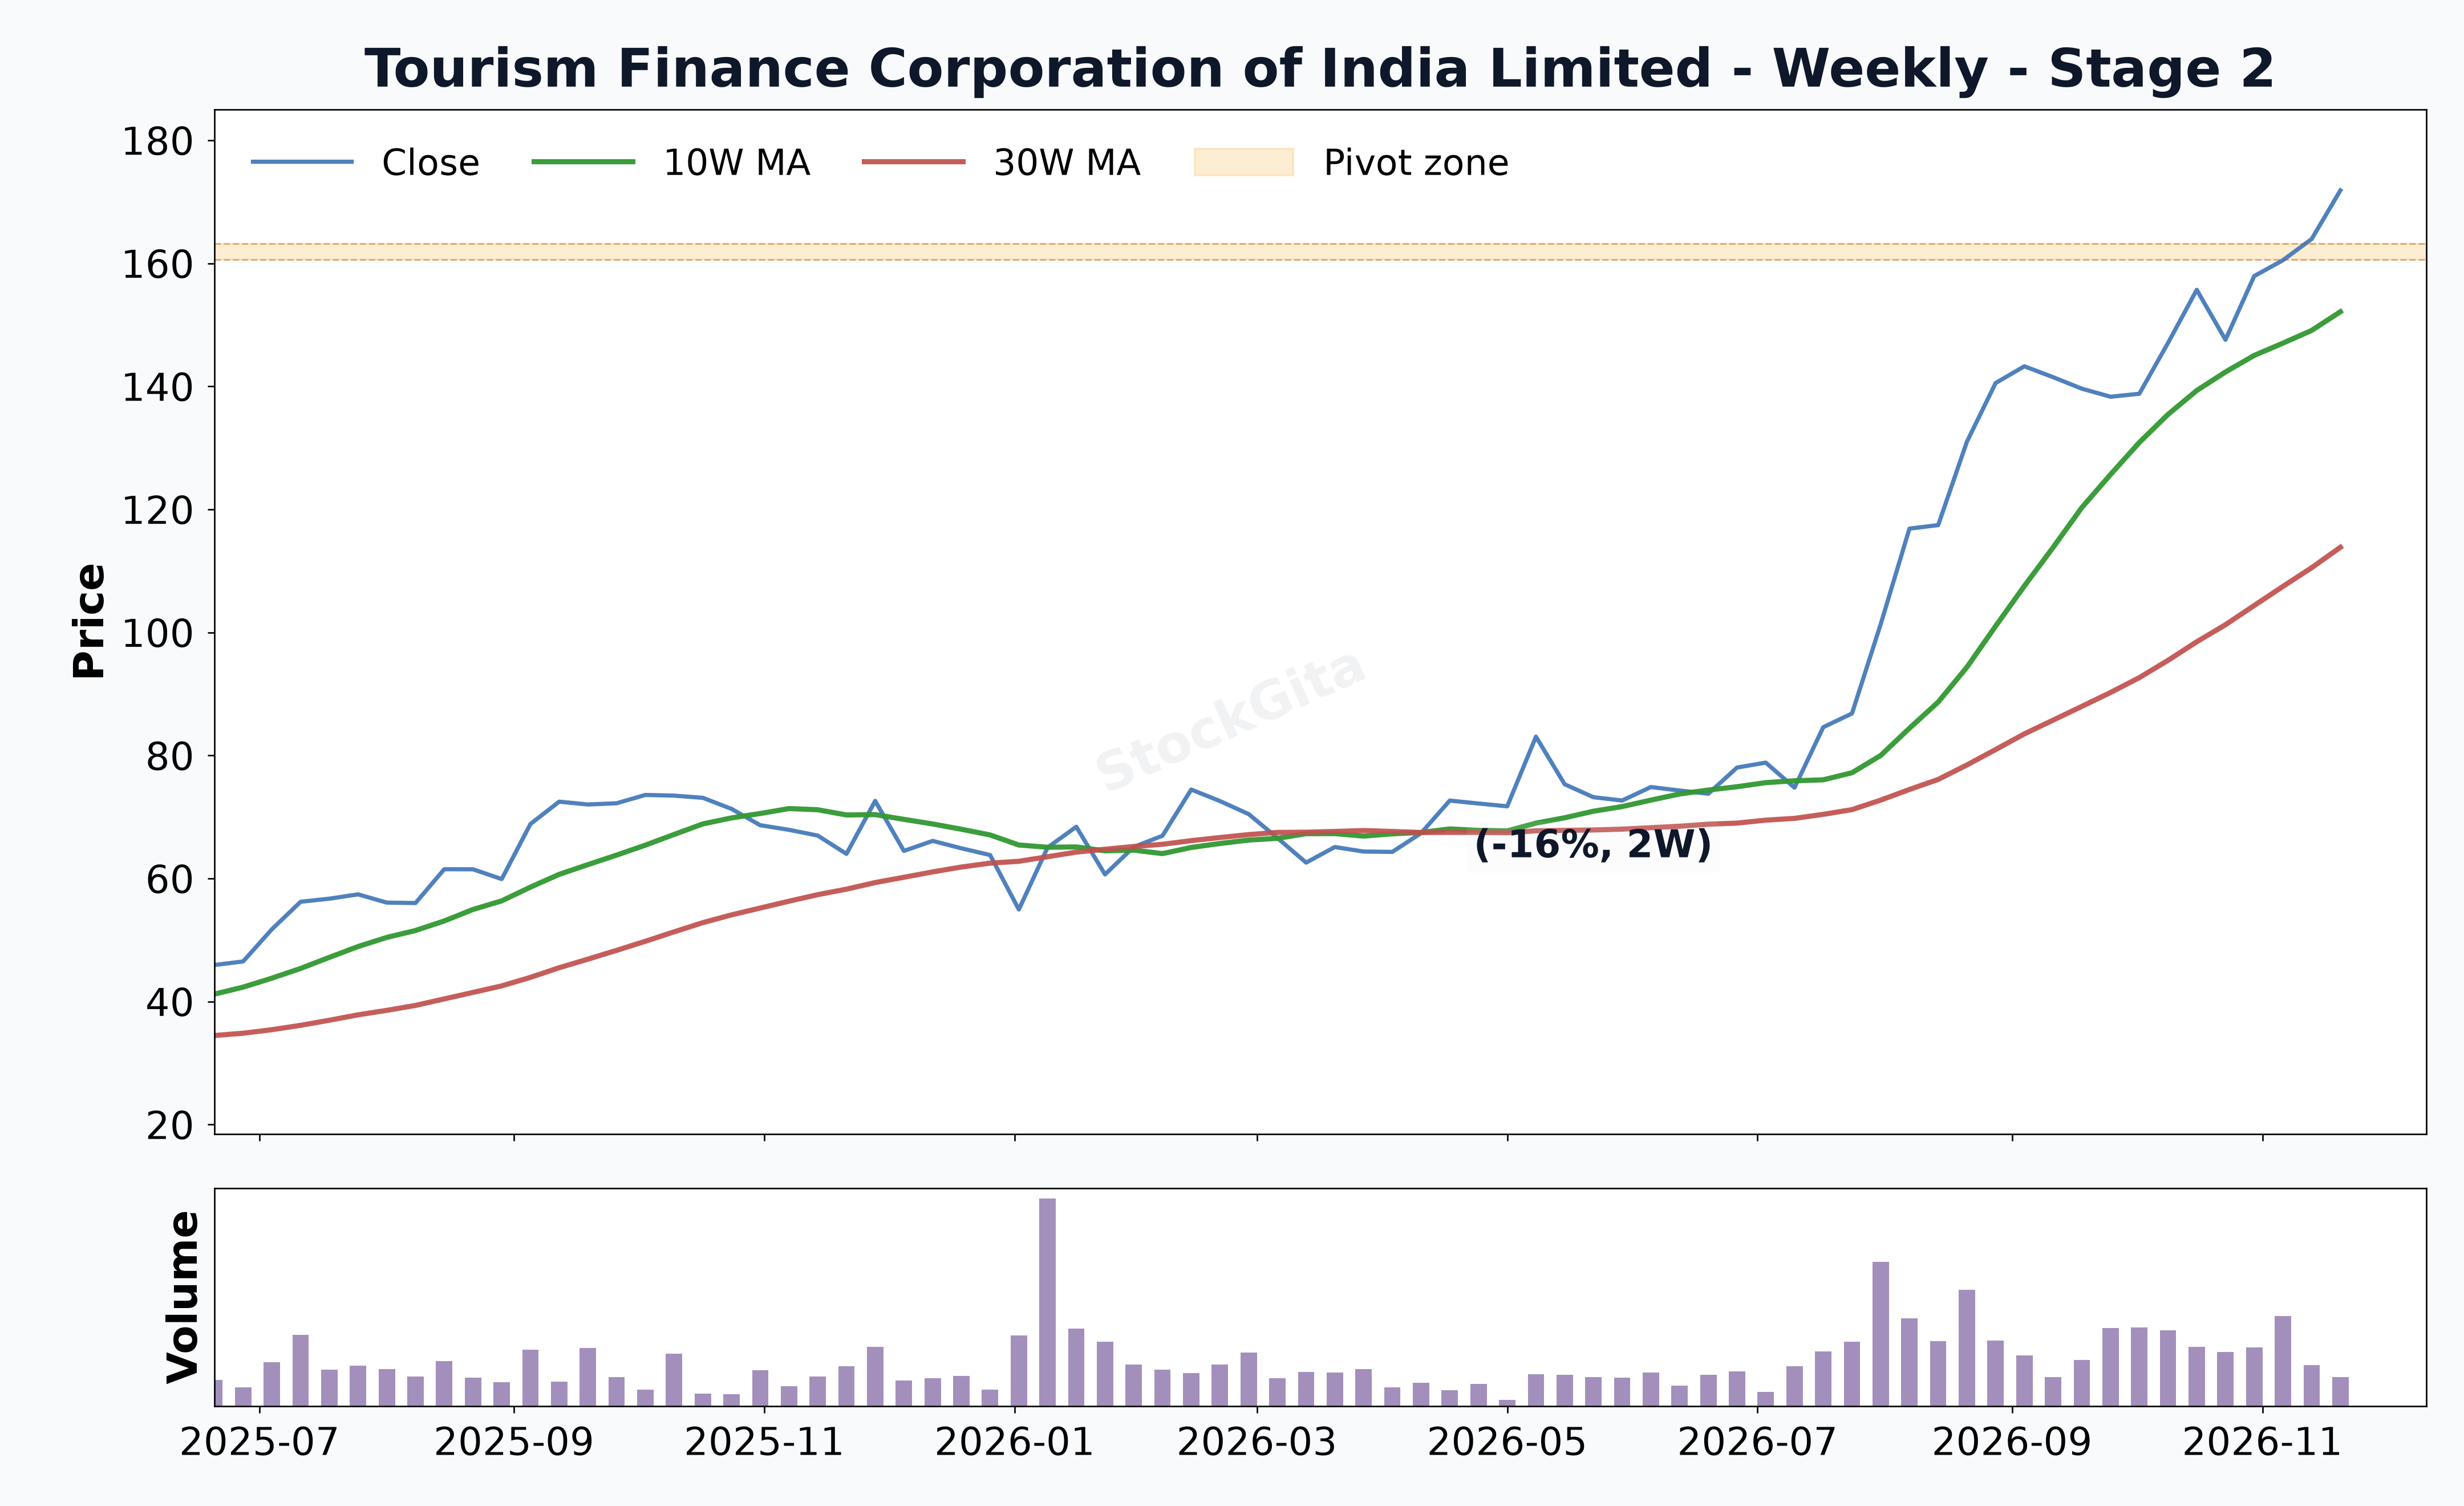 Tourism Finance Corporation of India Limited - Weekly - Stage 2
Close 10W MA 30W MA Pivot zone
180
160
140
120
100
80
60
40
20
Price
StockGita
(-16%, 2W)
Volume
2025-07 2025-09 2025-11 2026-01 2026-03 2026-05 2026-07 2026-09 2026-11